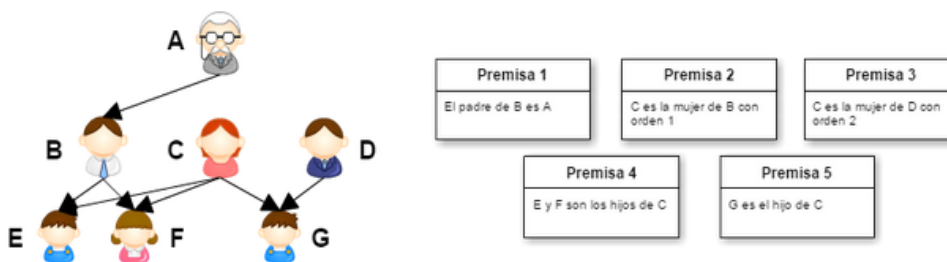 A
B
C
D
E
F
G
Premisa 1
El padre de B es A
Premisa 2
C es la mujer de B con
orden 1
Premisa 3
C es la mujer de D con
orden 2
Premisa 4
E y F son los hijos de C
Premisa 5
G es el hijo de C